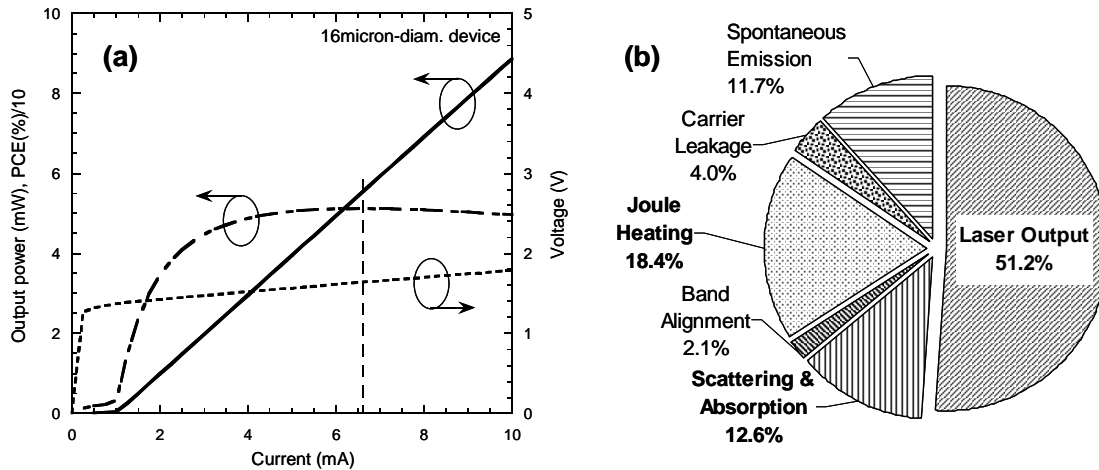 (a)
16micron-diam. device
Output power (mW), PCE(%)/10
10
8
6
4
2
0
5
4
3
2
1
0
Voltage (V)
0 2 4 6 8 10
Current (mA)
(b)
Spontaneous
Emission
11.7%
Carrier
Leakage
4.0%
Joule
Heating
18.4%
Band
Alignment
2.1%
Scattering &
Absorption
12.6%
Laser Output
51.2%